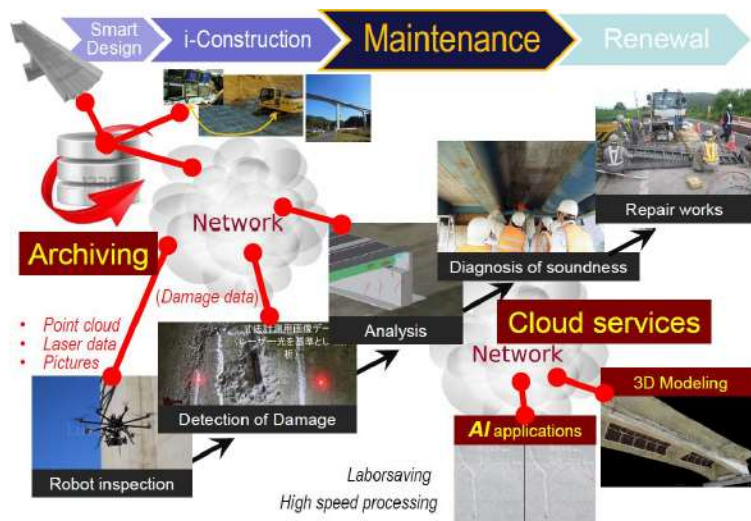 Smart
Design
i-Construction
Maintenance
Renewal
Network
Archiving
(Damage data)
• Point cloud
• Laser data
• Pictures
Robot inspection
Detection of Damage
Analysis
Diagnosis of soundness
Repair works
Cloud services
Network
3D Modeling
AI applications
Laborsaving
High speed processing